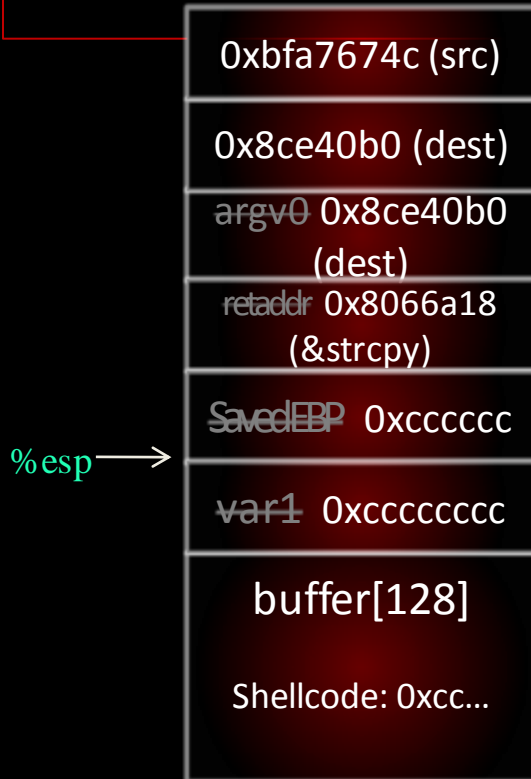 0xbfa7674c (src)
0x8ce40b0 (dest)
argv0 0x8ce40b0
(dest)
retaddr 0x8066a18
(&strcpy)
SavedEBP 0xcccccc
%esp
var1 0xcccccccc
buffer[128]
Shellcode: 0xcc...